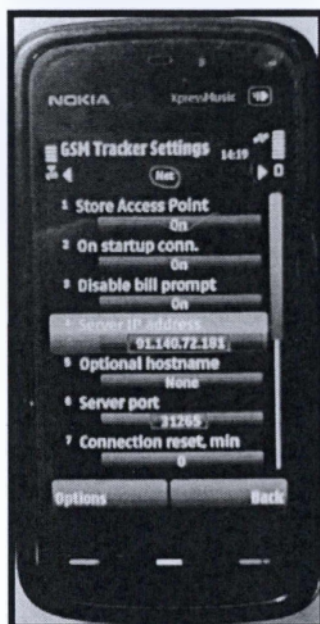 NOKIA XpressMusic
GSM Tracker Settings 14:19
Net
1 Store Access Point
On
2 On startup conn.
On
3 Disable bill prompt
On
4 Server IP address
91.140.72.181
5 Optional hostname
None
6 Server port
31265
7 Connection reset, min
0
Options Back